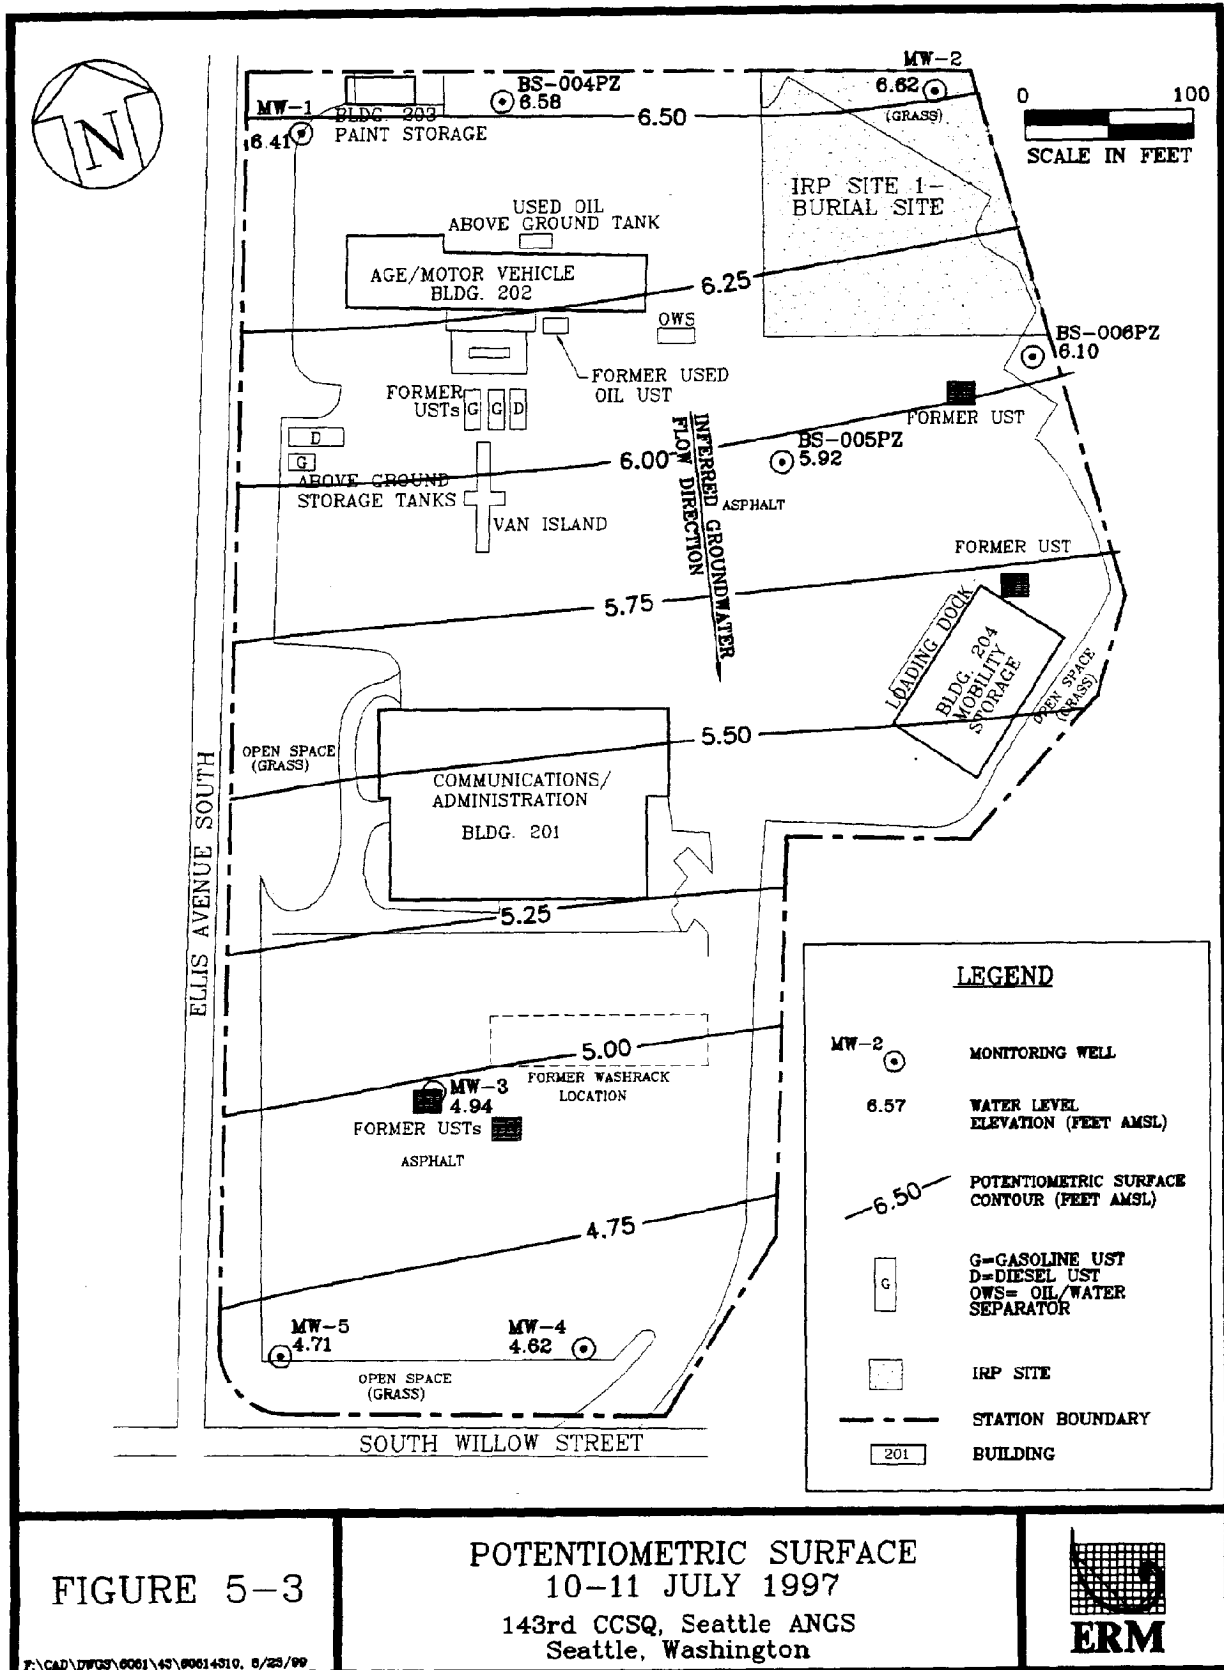 MW-2
6.62
(GRASS)
BS-004PZ
6.58
MW-1
6.41
BLDG. 203
PAINT STORAGE
6.50
0 100
SCALE IN FEET
N
IRP SITE 1-
BURIAL SITE
USED OIL
ABOVE GROUND TANK
AGE/MOTOR VEHICLE
BLDG. 202
6.25
OWS
BS-006PZ
6.10
FORMER USED
OIL UST
FORMER
USTs
G G D
D
G
ABOVE GROUND
STORAGE TANKS
VAN ISLAND
FORMER UST
6.00
BS-005PZ
5.92
ASPHALT
INFERRED GROUNDWATER
FLOW DIRECTION
FORMER UST
5.75
LOADING DOCK
BLDG. 204
MOBILITY
STORAGE
OPEN SPACE
(GRASS)
5.50
OPEN SPACE
(GRASS)
COMMUNICATIONS/
ADMINISTRATION
BLDG. 201
ELLIS AVENUE SOUTH
5.25
5.00
FORMER WASHRACK
LOCATION
MW-3
4.94
FORMER USTs
ASPHALT
4.75
MW-5
4.71
MW-4
4.62
OPEN SPACE
(GRASS)
SOUTH WILLOW STREET
LEGEND
MW-2
MONITORING WELL
6.57
WATER LEVEL
ELEVATION (FEET AMSL)
6.50
POTENTIOMETRIC SURFACE
CONTOUR (FEET AMSL)
G
G=GASOLINE UST
D=DIESEL UST
OWS= OIL/WATER
SEPARATOR
IRP SITE
STATION BOUNDARY
201
BUILDING
FIGURE 5-3
F:\CAD\DWGS\6061\43\60614310, 6/25/99
POTENTIOMETRIC SURFACE
10-11 JULY 1997
143rd CCSQ, Seattle ANGS
Seattle, Washington
ERM